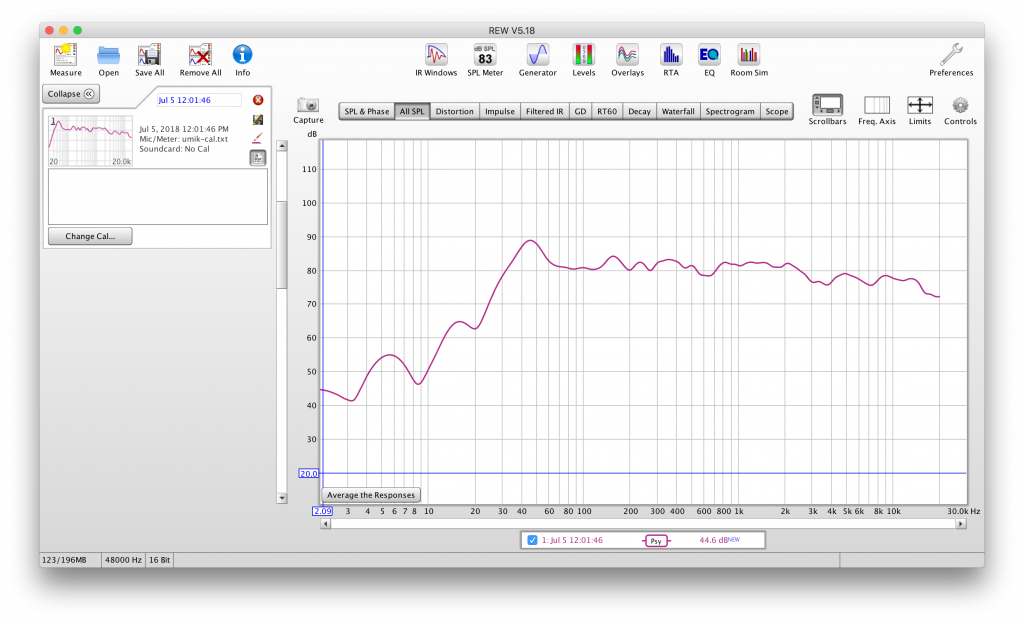 REW V5.18
Measure Open Save All Remove All Info
dB SPL
83
IR Windows SPL Meter Generator Levels Overlays RTA EQ Room Sim
EQ
Preferences
Collapse
Jul 5 12:01:46
1
20 20.0k
Jul 5, 2018 12:01:46 PM
Mic/Meter: umik-cal.txt
Soundcard: No Cal
Change Cal...
Capture
SPL & Phase All SPL Distortion Impulse Filtered IR GD RT60 Decay Waterfall Spectrogram Scope
Scrollbars Freq. Axis Limits Controls
dB
110
100
90
80
70
60
50
40
30
20.0
Average the Responses
2.09 3 4 5 6 7 8 10 20 30 40 60 80 100 200 300 400 600 800 1k 2k 3k 4k 5k 6k 8k 10k 30.0k Hz
1: Jul 5 12:01:46 Psy 44.6 dB NEW
123/196MB 48000 Hz 16 Bit